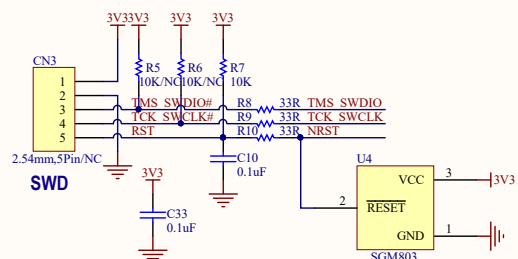 3V33V3 3V3 3V3
CN3
R5 R6 R7
10K/NC 10K/NC 10K
1
2
3 TMS_SWDIO# R8 33R TMS_SWDIO
4 TCK_SWCLK# R9 33R TCK_SWCLK
5 RST R10 33R NRST
2.54mm,5Pin/NC
SWD
C10
0.1uF
3V3
C33
0.1uF
U4
VCC 3 3V3
2 RESET
GND 1
SGM803